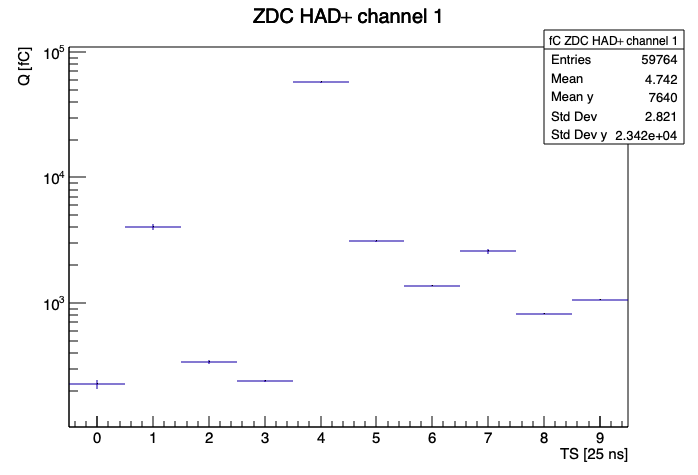 ZDC HAD+ channel 1
fC ZDC HAD+ channel 1
Entries 59764
Mean 4.742
Mean y 7640
Std Dev 2.821
Std Dev y 2.342e+04
Q [fC]
10^5
10^4
10^3
0 1 2 3 4 5 6 7 8 9
TS [25 ns]